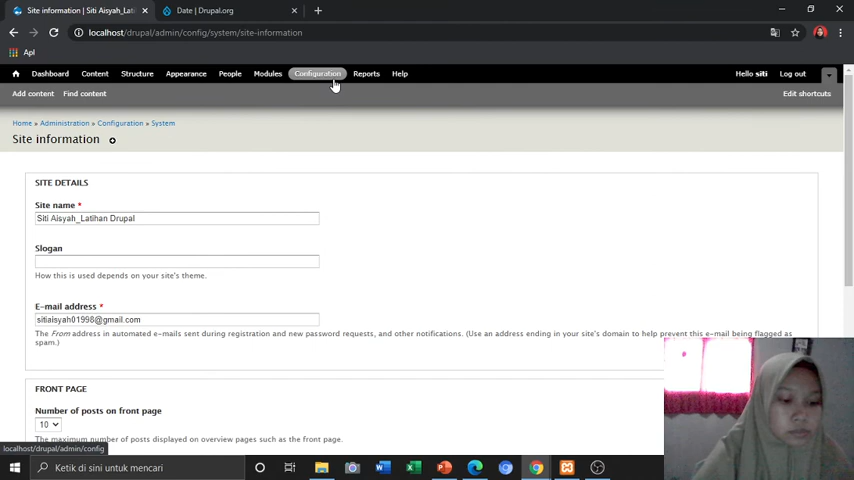 Site information | Siti Aisyah_Lati
Date | Drupal.org
localhost/drupal/admin/config/system/site-information
Apl
Dashboard Content Structure Appearance People Modules Configuration Reports Help Hello siti Log out
Add content Find content Edit shortcuts
Home » Administration » Configuration » System
Site information
SITE DETAILS
Site name *
Siti Aisyah_Latihan Drupal
Slogan
How this is used depends on your site's theme.
E-mail address *
sitiaisyah01998@gmail.com
The From address in automated e-mails sent during registration and new password requests, and other notifications. (Use an address ending in your site's domain to help prevent this e-mail being flagged as
spam.)
FRONT PAGE
Number of posts on front page
10
The maximum number of posts displayed on overview pages such as the front page.
localhost/drupal/admin/config
Ketik di sini untuk mencari